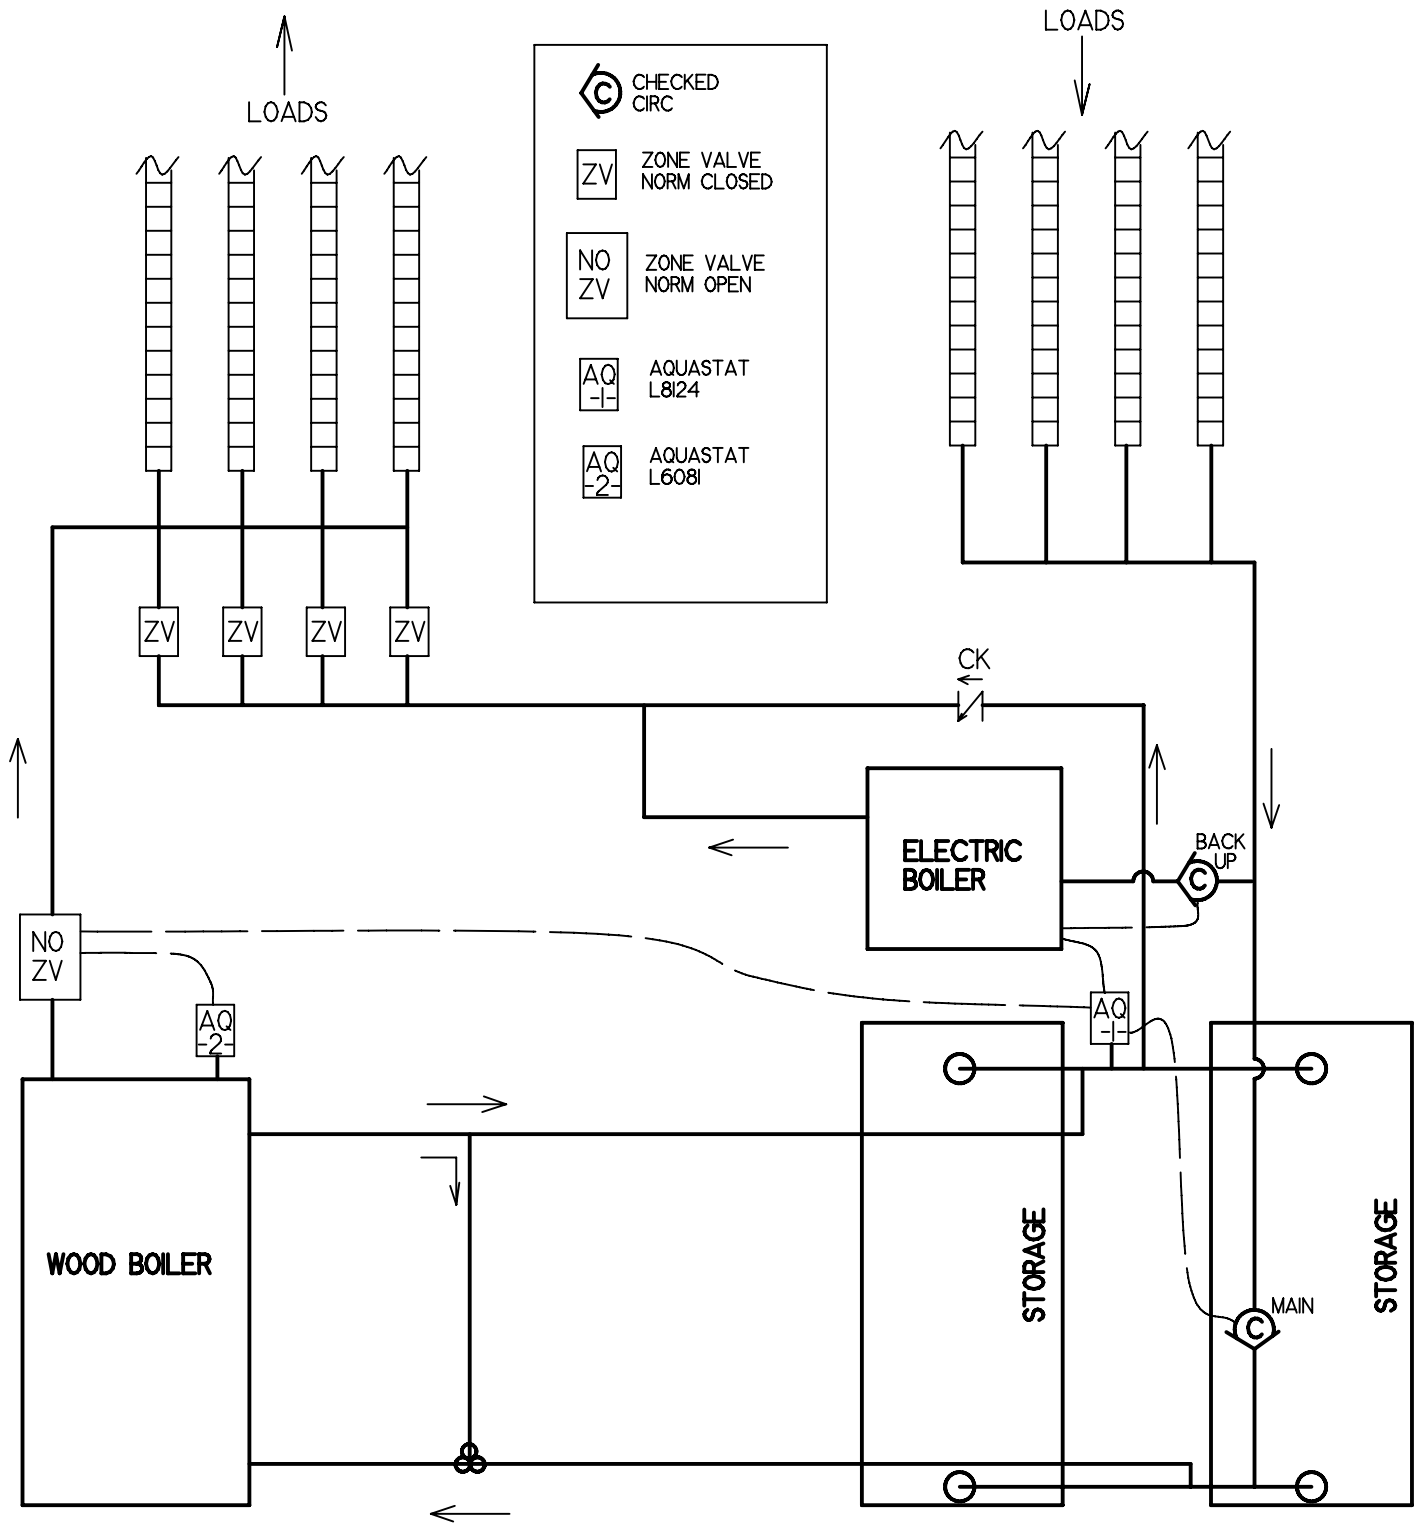 LOADS
LOADS
C
CHECKED
CIRC
ZV
ZONE VALVE
NORM CLOSED
NO
ZV
ZONE VALVE
NORM OPEN
AQ
-1-
AQUASTAT
L8124
AQ
-2-
AQUASTAT
L6081
ZV
ZV
ZV
ZV
CK
ELECTRIC
BOILER
BACK
UP
C
NO
ZV
AQ
-2-
AQ
-1-
WOOD BOILER
STORAGE
STORAGE
C
MAIN